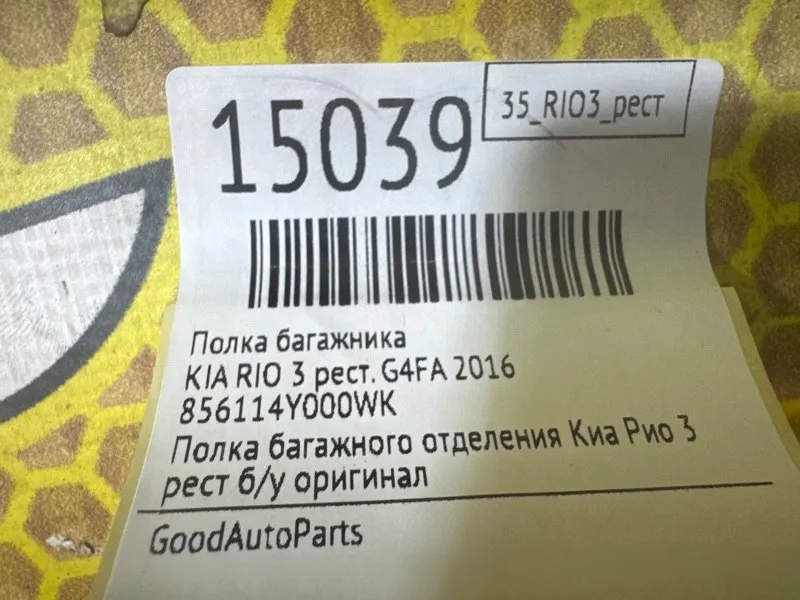 15039
35_RIO3_рест
Полка багажника
KIA RIO 3 рест. G4FA 2016
856114Y000WK
Полка багажного отделения Киа Рио 3
рест б/у оригинал
GoodAutoParts